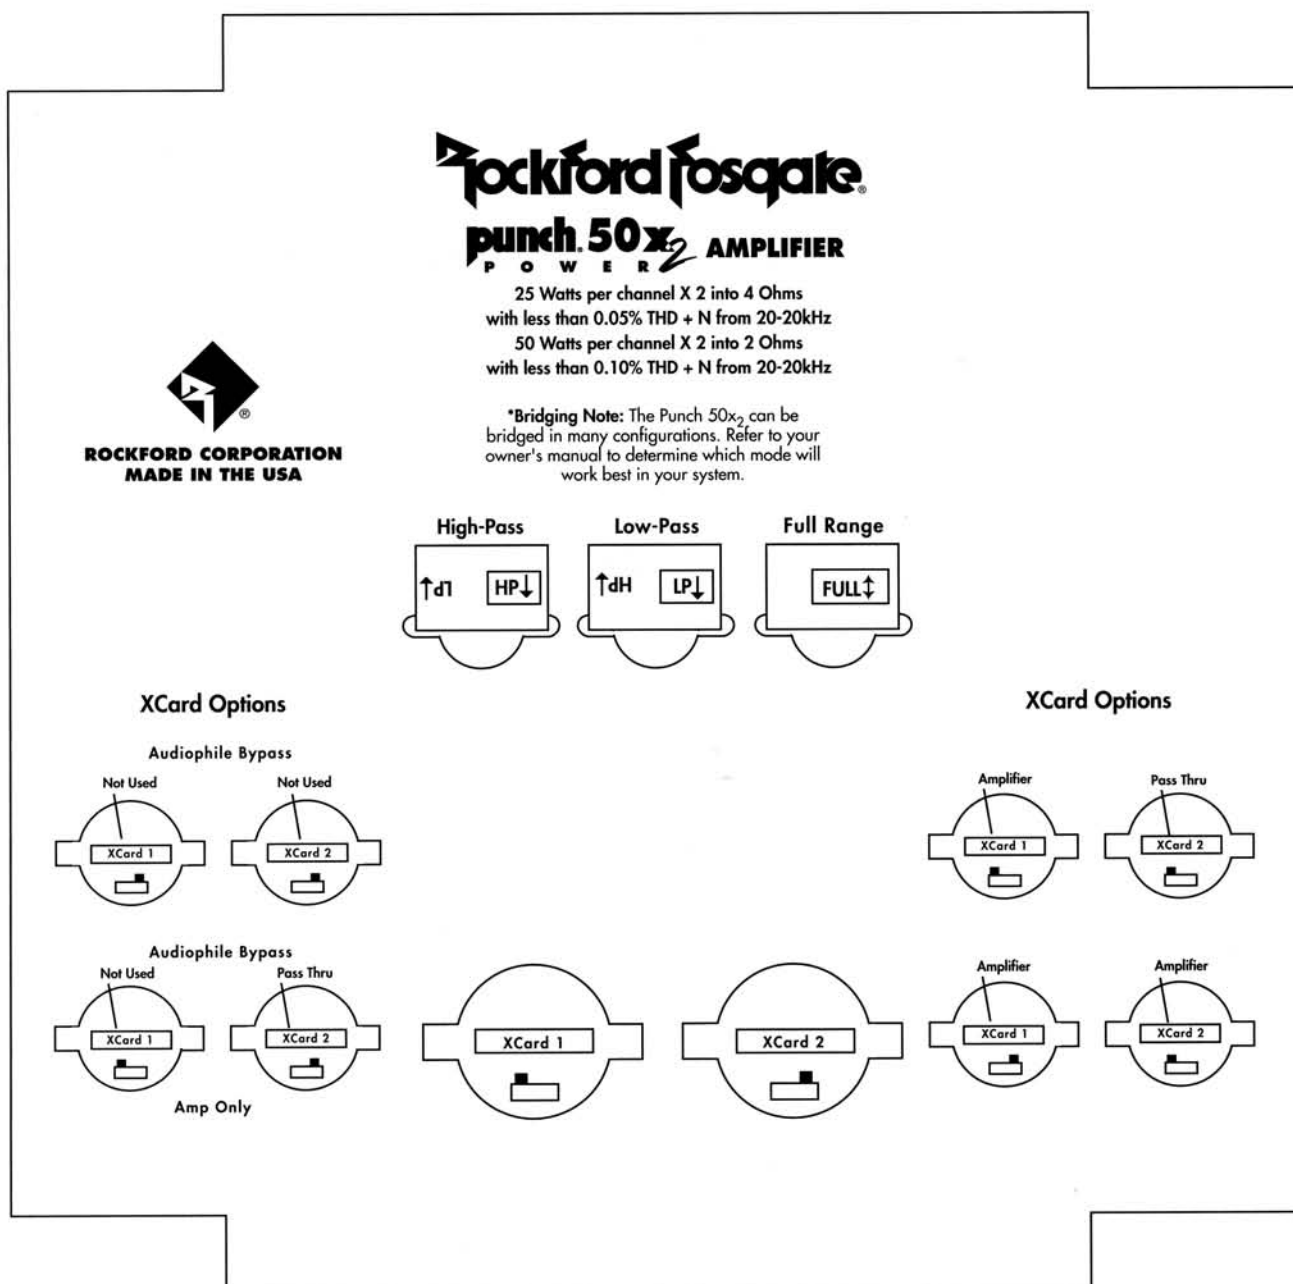 Rockford Fosgate®
punch® 50x2 AMPLIFIER
POWER
25 Watts per channel X 2 into 4 Ohms
with less than 0.05% THD + N from 20-20kHz
50 Watts per channel X 2 into 2 Ohms
with less than 0.10% THD + N from 20-20kHz
®
ROCKFORD CORPORATION
MADE IN THE USA
*Bridging Note: The Punch 50x2 can be
bridged in many configurations. Refer to your
owner's manual to determine which mode will
work best in your system.
High-Pass Low-Pass Full Range
LP↑ HP↓ HP↑ LP↓ FULL↕
XCard Options
Audiophile Bypass
Not Used Not Used
XCard 1 XCard 2
Audiophile Bypass
Not Used Pass Thru
XCard 1 XCard 2
Amp Only
XCard 1 XCard 2
XCard Options
Amplifier Pass Thru
XCard 1 XCard 2
Amplifier Amplifier
XCard 1 XCard 2